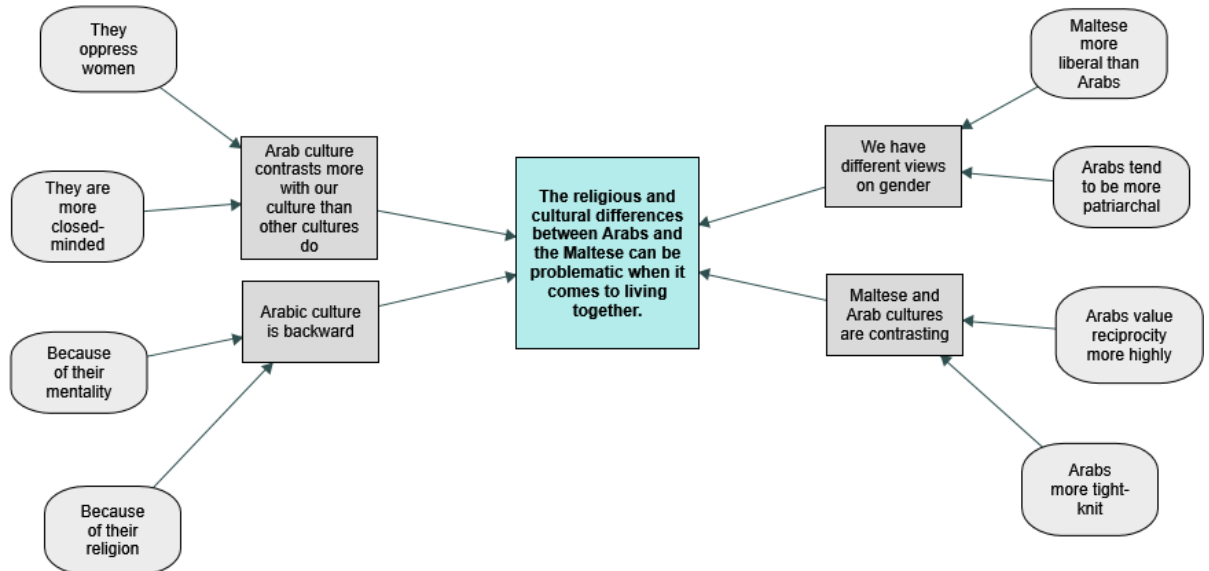 They
oppress
women
Arab culture
contrasts more
with our
culture than
other cultures
do
They are
more
closed-
minded
Arabic culture
is backward
Because
of their
mentality
Because
of their
religion
The religious and
cultural differences
between Arabs and
the Maltese can be
problematic when it
comes to living
together.
Maltese
more
liberal than
Arabs
We have
different views
on gender
Arabs tend
to be more
patriarchal
Maltese and
Arab cultures
are contrasting
Arabs value
reciprocity
more highly
Arabs
more tight-
knit